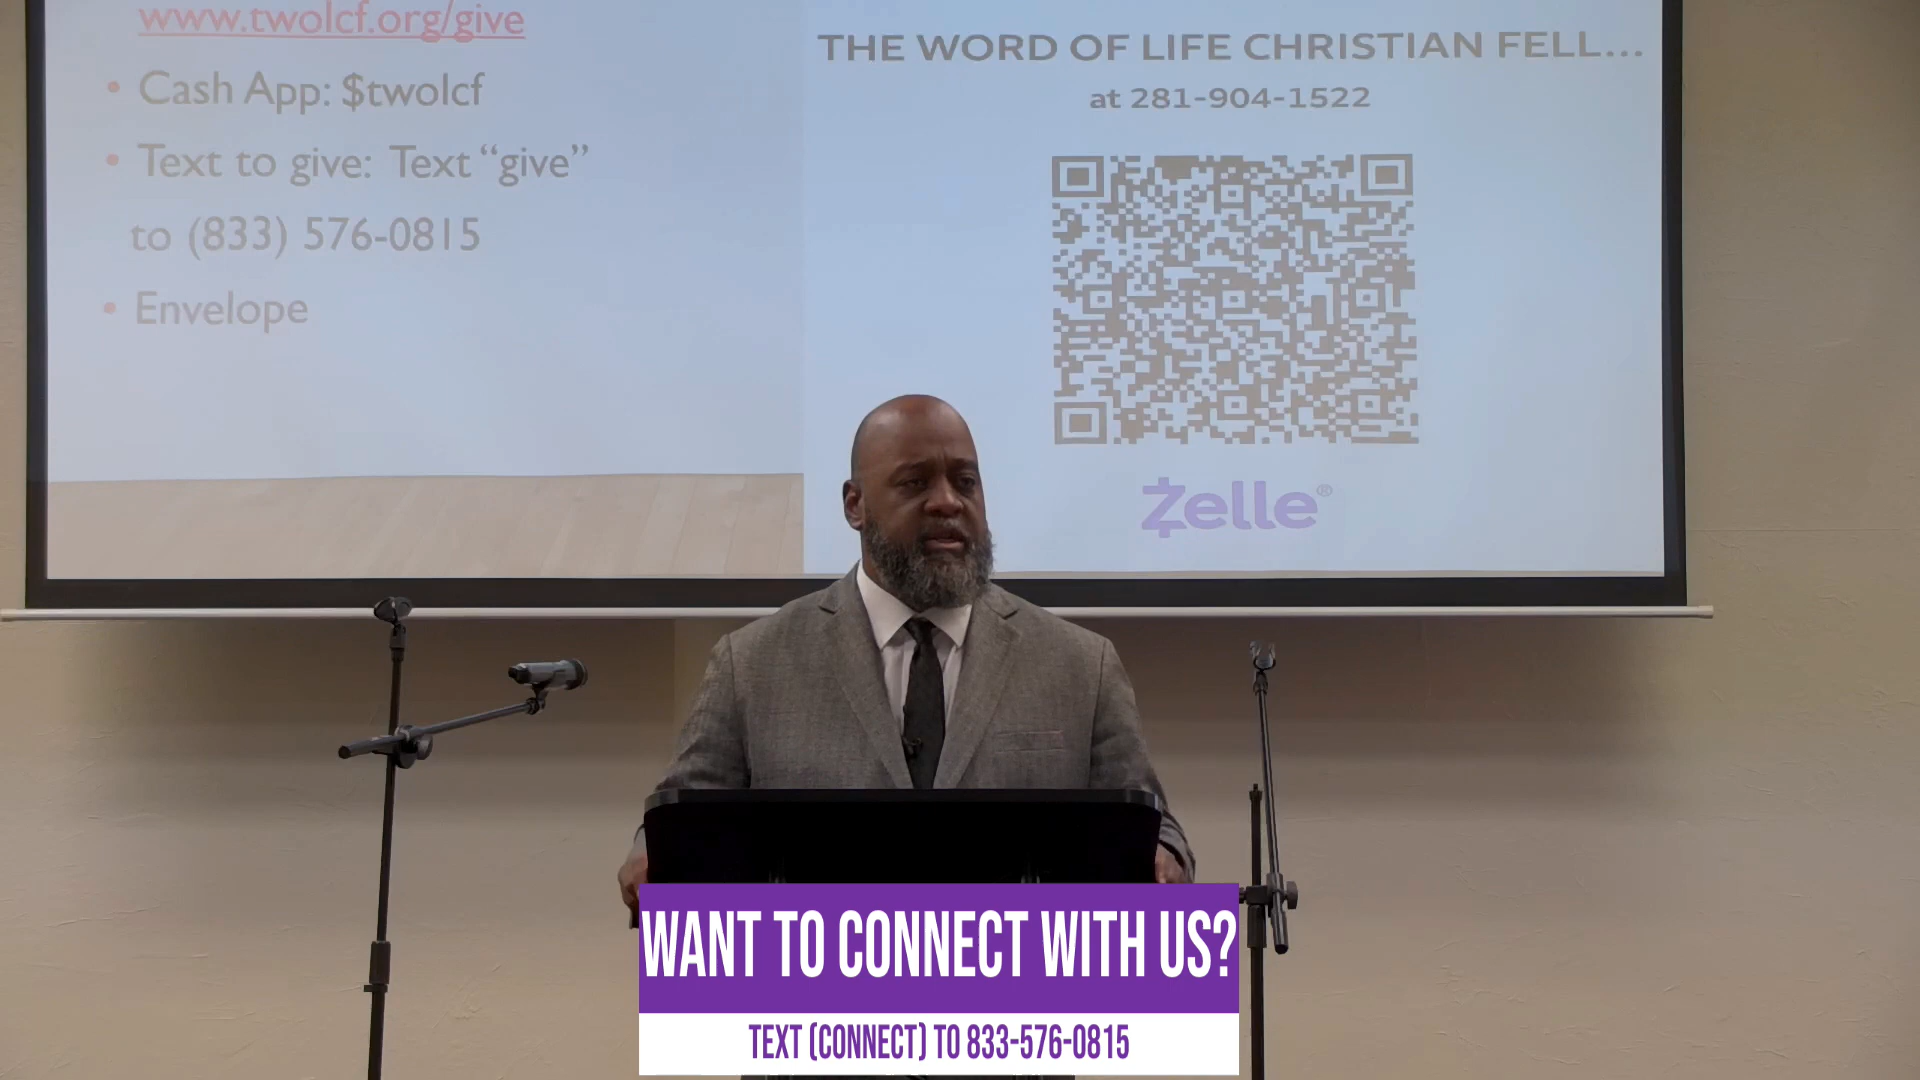 www.twolcf.org/give
• Cash App: $twolcf
• Text to give: Text “give”
to (833) 576-0815
• Envelope
THE WORD OF LIFE CHRISTIAN FELL...
at 281-904-1522
Zelle®
WANT TO CONNECT WITH US?
TEXT (CONNECT) TO 833-576-0815